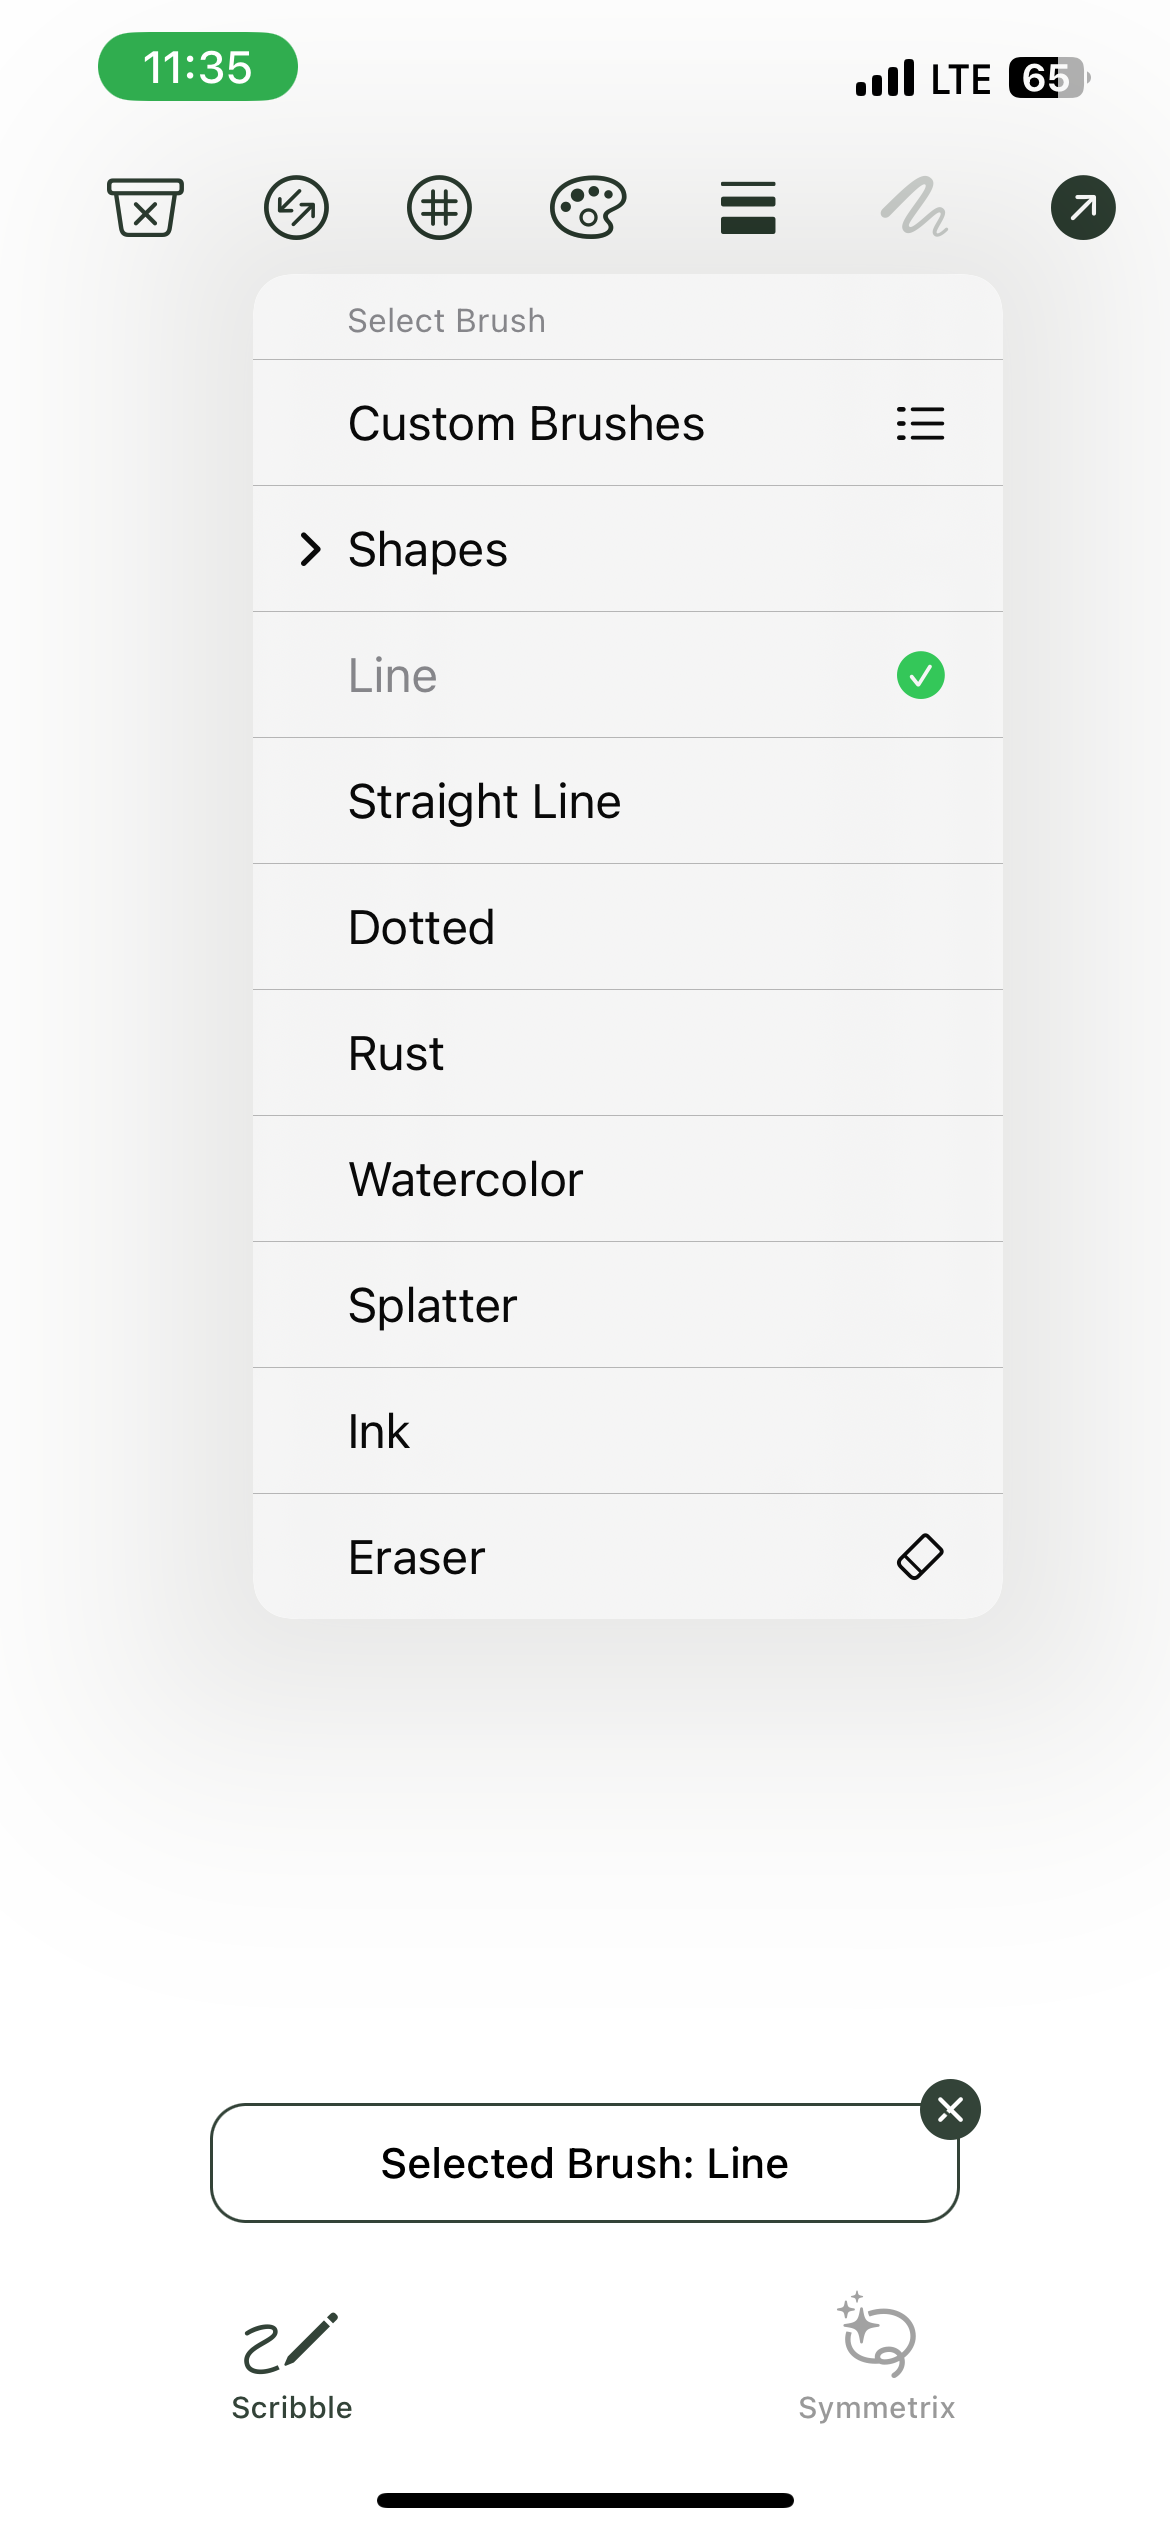 11:35
LTE
65
Select Brush
Custom Brushes
Shapes
Line
Straight Line
Dotted
Rust
Watercolor
Splatter
Ink
Eraser
Selected Brush: Line
Scribble
Symmetrix